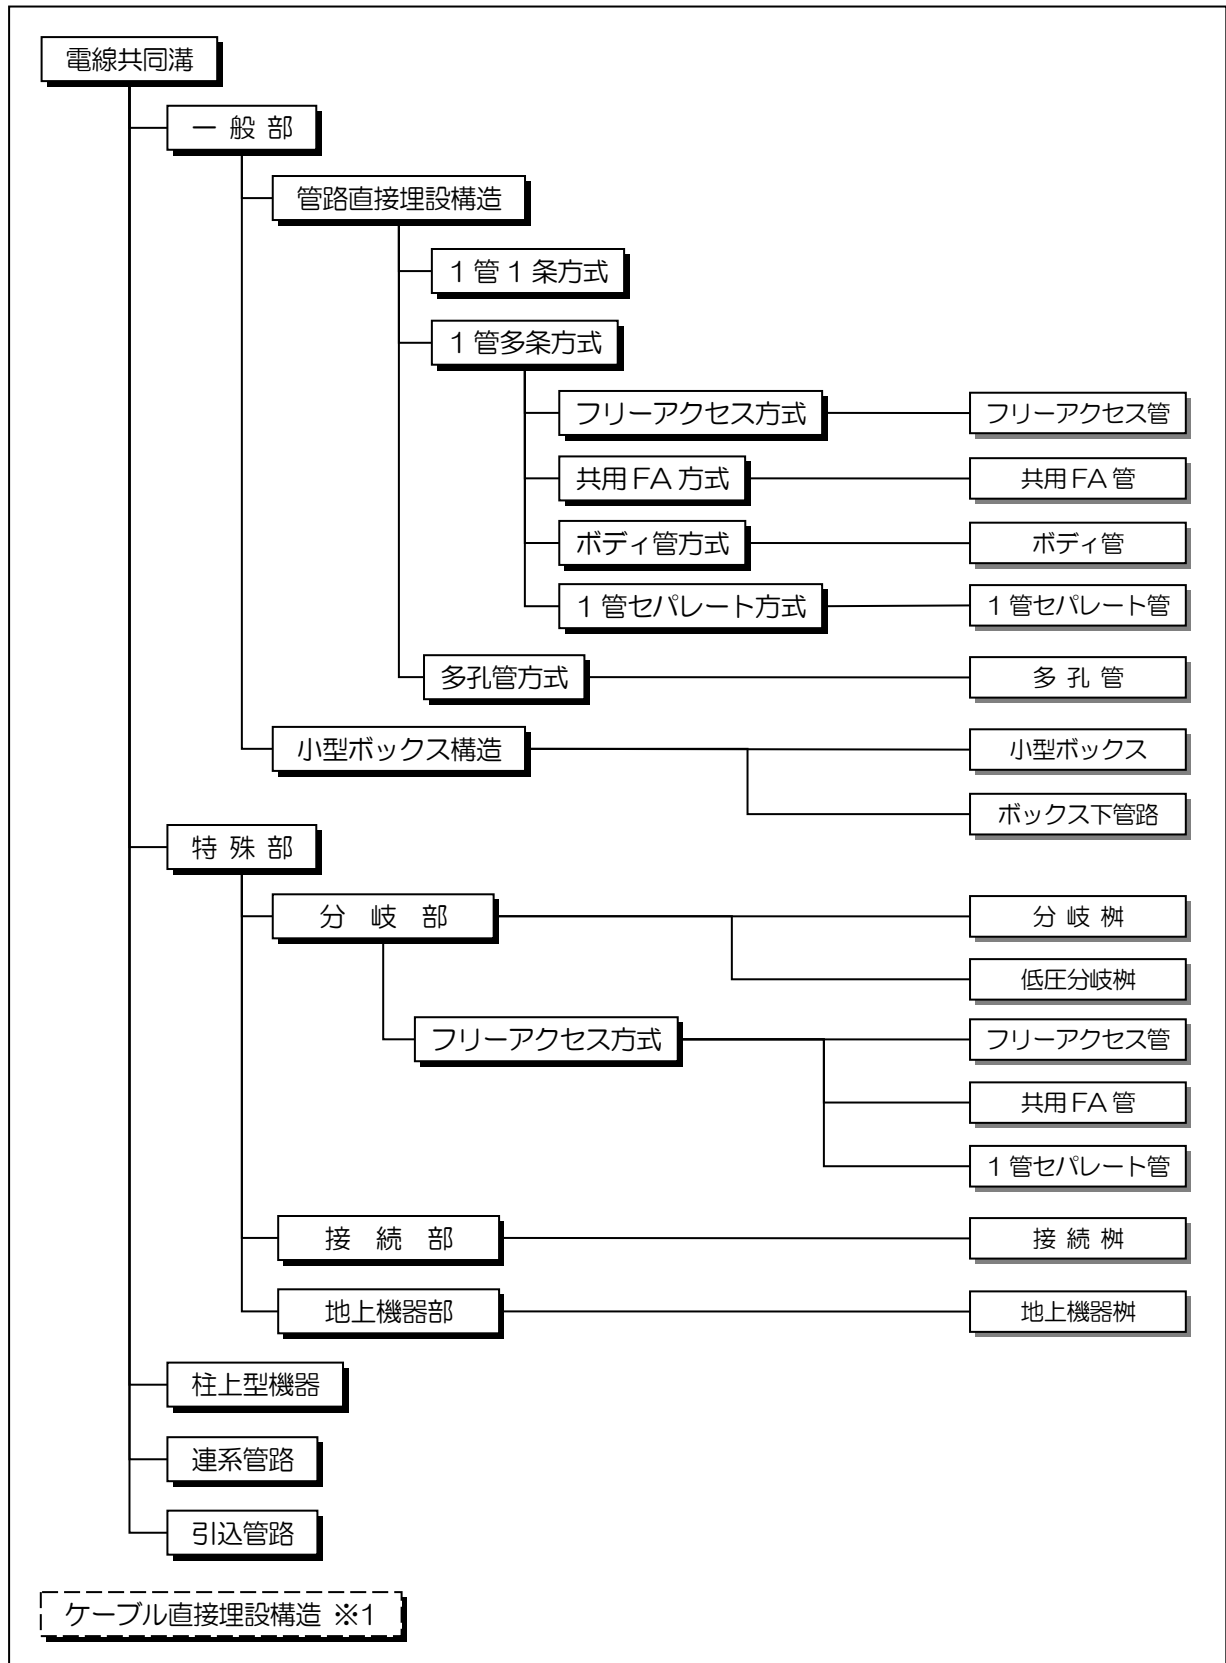 電線共同溝
一 般 部
管路直接埋設構造
1管1条方式
1管多条方式
フリーアクセス方式
フリーアクセス管
共用FA方式
共用FA管
ボディ管方式
ボディ管
1管セパレート方式
1管セパレート管
多孔管方式
多 孔 管
小型ボックス構造
小型ボックス
ボックス下管路
特 殊 部
分 岐 部
分 岐 桝
低圧分岐桝
フリーアクセス方式
フリーアクセス管
共用FA管
1管セパレート管
接 続 部
接 続 桝
地上機器部
地上機器桝
柱上型機器
連系管路
引込管路
ケーブル直接埋設構造 ※1